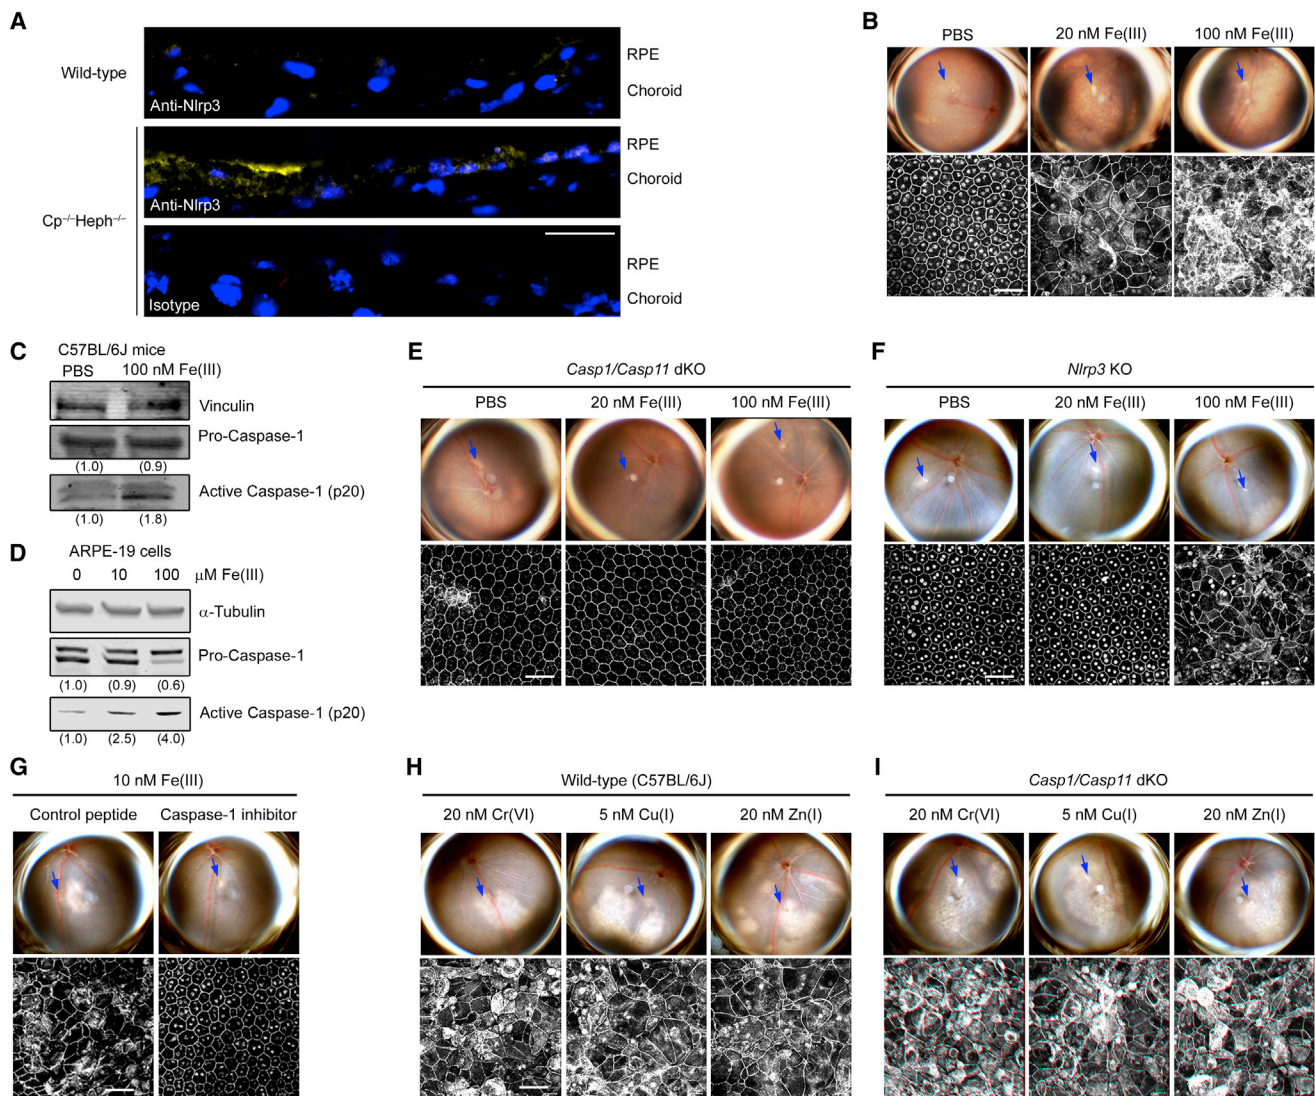 A
Wild-type
Anti-Nlrp3
RPE
Choroid
Cp–/–Heph–/–
Anti-Nlrp3
RPE
Choroid
Isotype
RPE
Choroid
B
PBS
20 nM Fe(III)
100 nM Fe(III)
C
C57BL/6J mice
PBS
100 nM Fe(III)
Vinculin
Pro-Caspase-1
(1.0)
(0.9)
Active Caspase-1 (p20)
(1.0)
(1.8)
D
ARPE-19 cells
0
10
100
μM Fe(III)
α-Tubulin
Pro-Caspase-1
(1.0)
(0.9)
(0.6)
Active Caspase-1 (p20)
(1.0)
(2.5)
(4.0)
E
Casp1/Casp11 dKO
PBS
20 nM Fe(III)
100 nM Fe(III)
F
Nlrp3 KO
PBS
20 nM Fe(III)
100 nM Fe(III)
G
10 nM Fe(III)
Control peptide
Caspase-1 inhibitor
H
Wild-type (C57BL/6J)
20 nM Cr(VI)
5 nM Cu(I)
20 nM Zn(I)
I
Casp1/Casp11 dKO
20 nM Cr(VI)
5 nM Cu(I)
20 nM Zn(I)